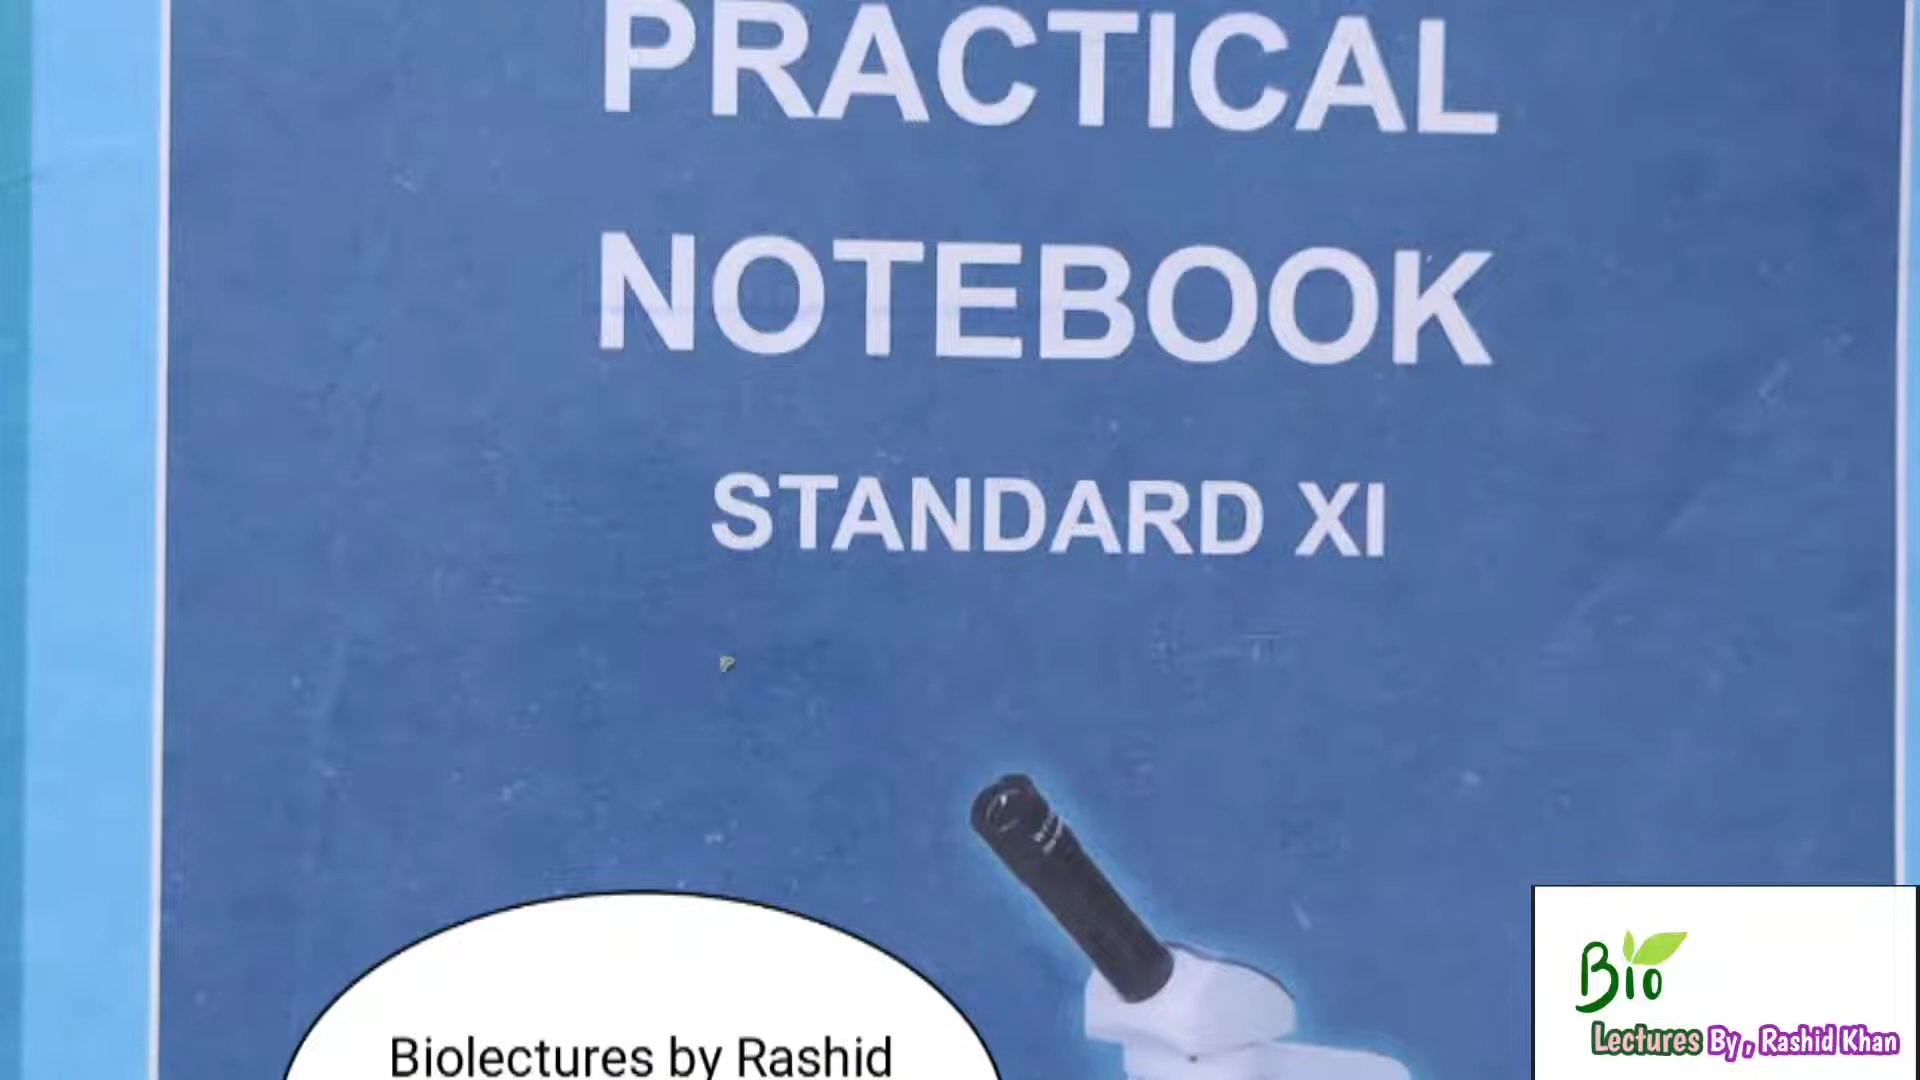 PRACTICAL
NOTEBOOK
STANDARD XI
Biolectures by Rashid
Bio
Lectures By , Rashid Khan